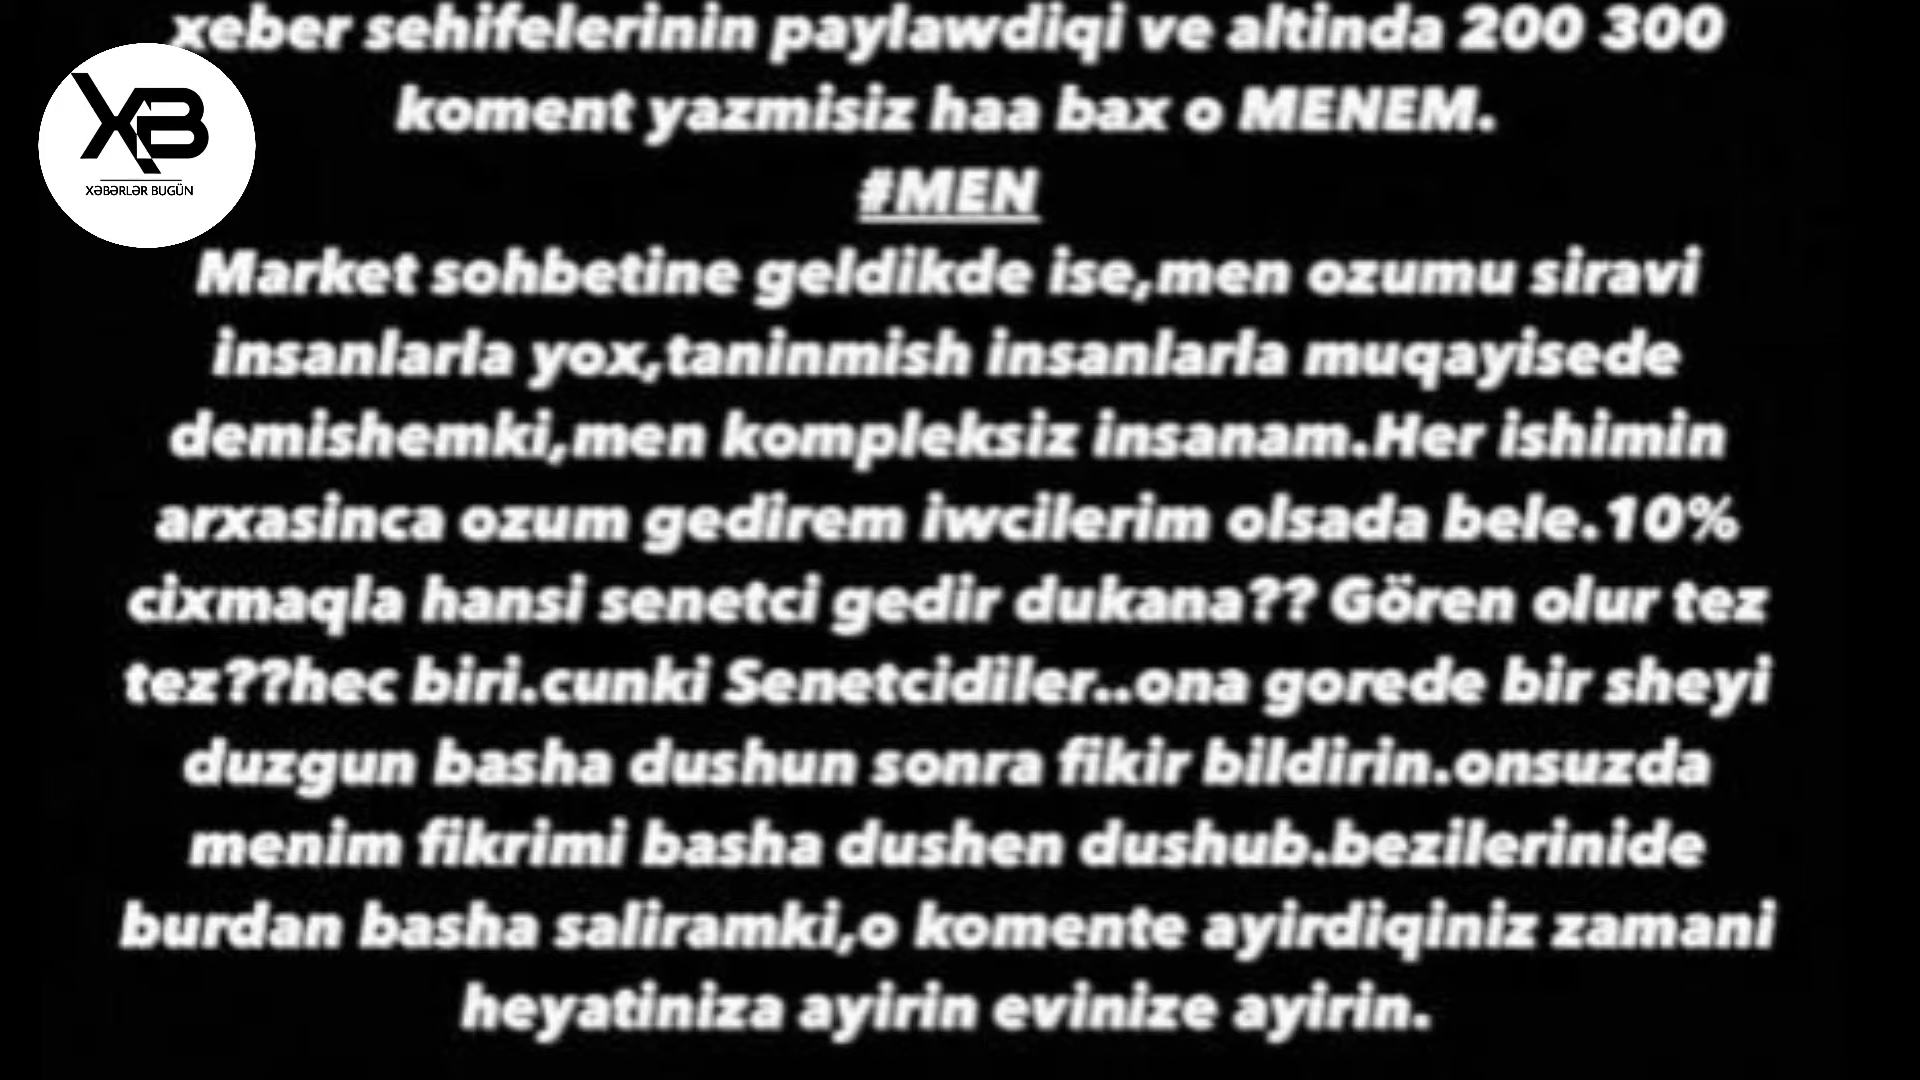 xeber sehifelerinin paylawdiqi ve altinda 200 300
koment yazmisiz haa bax o MENEM.
XB
XƏBƏRLƏR BUGÜN
#MEN
Market sohbetine geldikde ise,men ozumu siravi
insanlarla yox,taninmish insanlarla muqayisede
demishemki,men kompleksiz insanam.Her ishimin
arxasinca ozum gedirem iwcilerim olsada bele.10%
cixmaqla hansi senetci gedir dukana?? Gören olur tez
tez??hec biri.cunki Senetcidiler..ona gorede bir sheyi
duzgun basha dushun sonra fikir bildirin.onsuzda
menim fikrimi basha dushen dushub.bezilerinide
burdan basha saliramki,o komente ayirdiqiniz zamani
heyatiniza ayirin evinize ayirin.